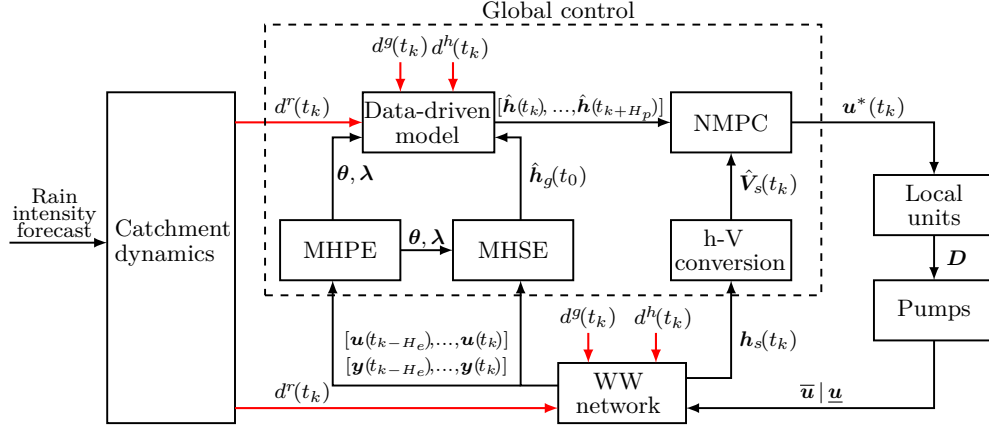 Global control
d^g(t_k) d^h(t_k)
d^r(t_k)
Data-driven
model
[ĥ(t_k), ..., ĥ(t_{k+H_p})]
NMPC
u*(t_k)
θ, λ
ĥ_g(t_0)
V̂_s(t_k)
Rain
intensity
forecast
Catchment
dynamics
MHPE
θ, λ
MHSE
h-V
conversion
Local
units
D
Pumps
[u(t_{k-H_e}), ..., u(t_k)]
[y(t_{k-H_e}), ..., y(t_k)]
d^g(t_k) d^h(t_k)
h_s(t_k)
d^r(t_k)
WW
network
u̅ | u̲